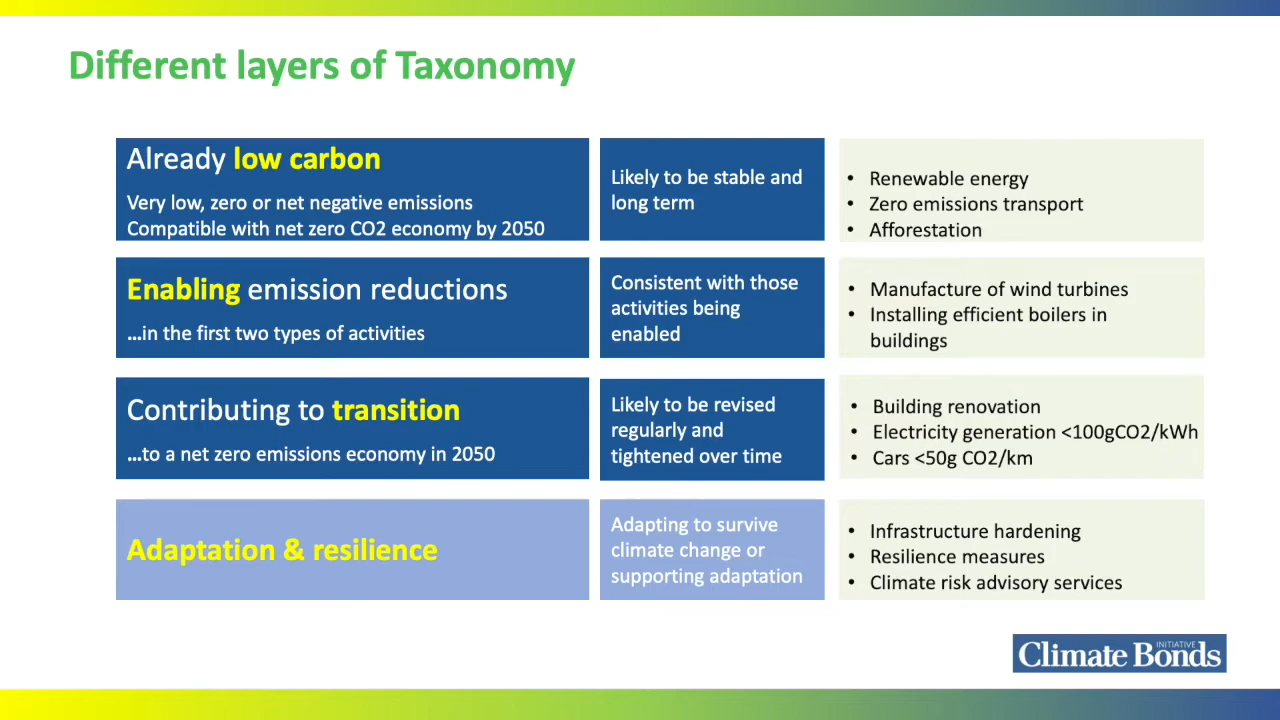 Different layers of Taxonomy
Already low carbon
Very low, zero or net negative emissions
Compatible with net zero CO2 economy by 2050
Likely to be stable and
long term
• Renewable energy
• Zero emissions transport
• Afforestation
Enabling emission reductions
…in the first two types of activities
Consistent with those
activities being
enabled
• Manufacture of wind turbines
• Installing efficient boilers in
buildings
Contributing to transition
…to a net zero emissions economy in 2050
Likely to be revised
regularly and
tightened over time
• Building renovation
• Electricity generation <100gCO2/kWh
• Cars <50g CO2/km
Adaptation & resilience
Adapting to survive
climate change or
supporting adaptation
• Infrastructure hardening
• Resilience measures
• Climate risk advisory services
INITIATIVE
Climate Bonds